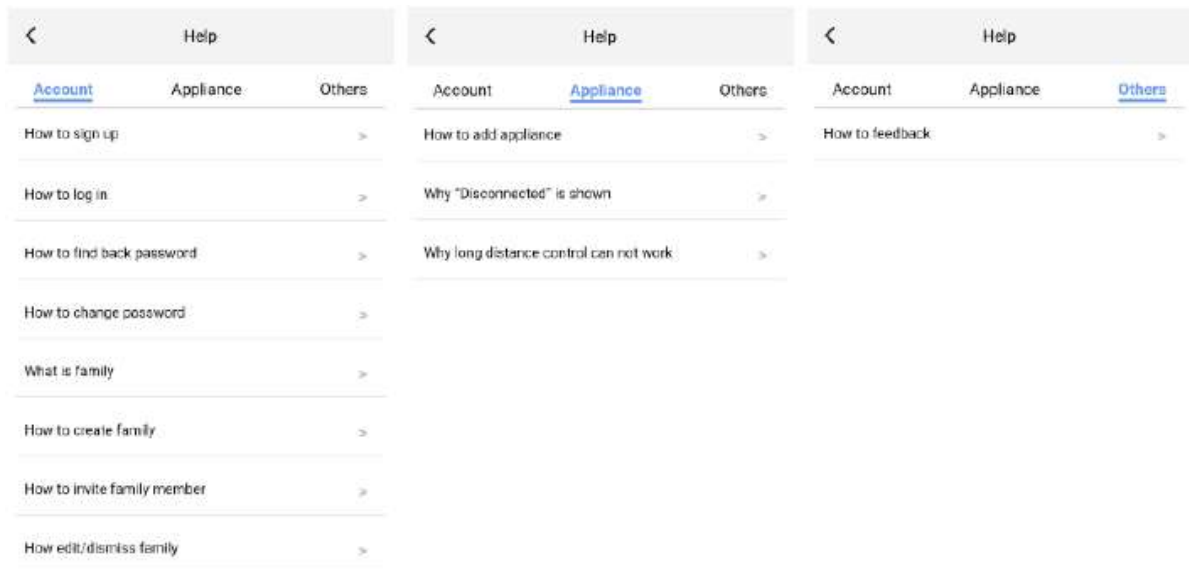 Help
Account Appliance Others
How to sign up >
How to log in >
How to find back password >
How to change password >
What is family >
How to create family >
How to invite family member >
How edit/dismiss family >
Help
Account Appliance Others
How to add appliance >
Why "Disconnected" is shown >
Why long distance control can not work >
Help
Account Appliance Others
How to feedback >